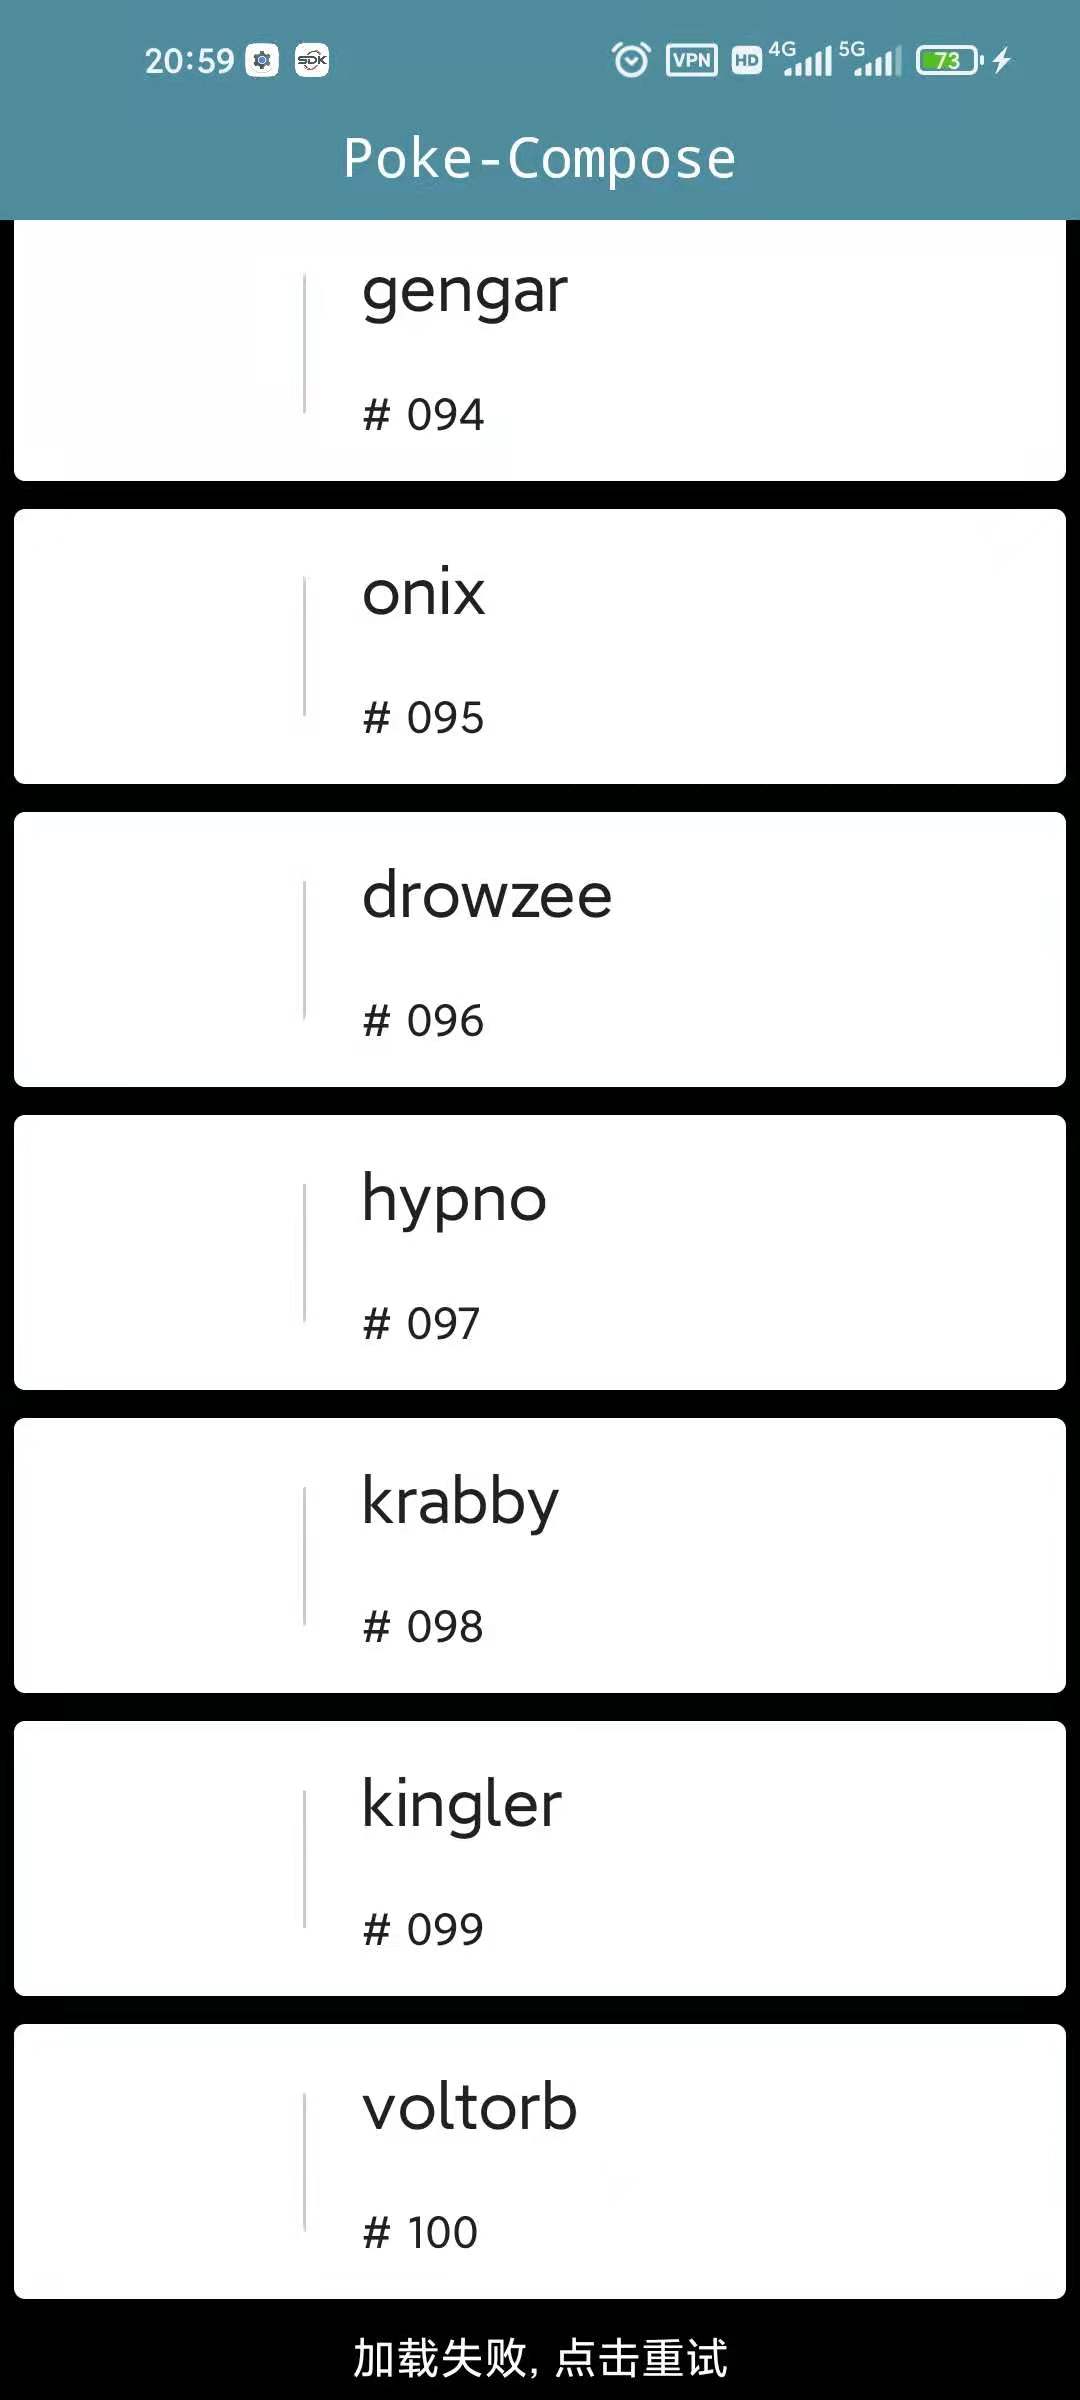 20:59 SDK VPN HD 4G 5G 73
Poke-Compose
gengar
# 094
onix
# 095
drowzee
# 096
hypno
# 097
krabby
# 098
kingler
# 099
voltorb
# 100
加载失败, 点击重试